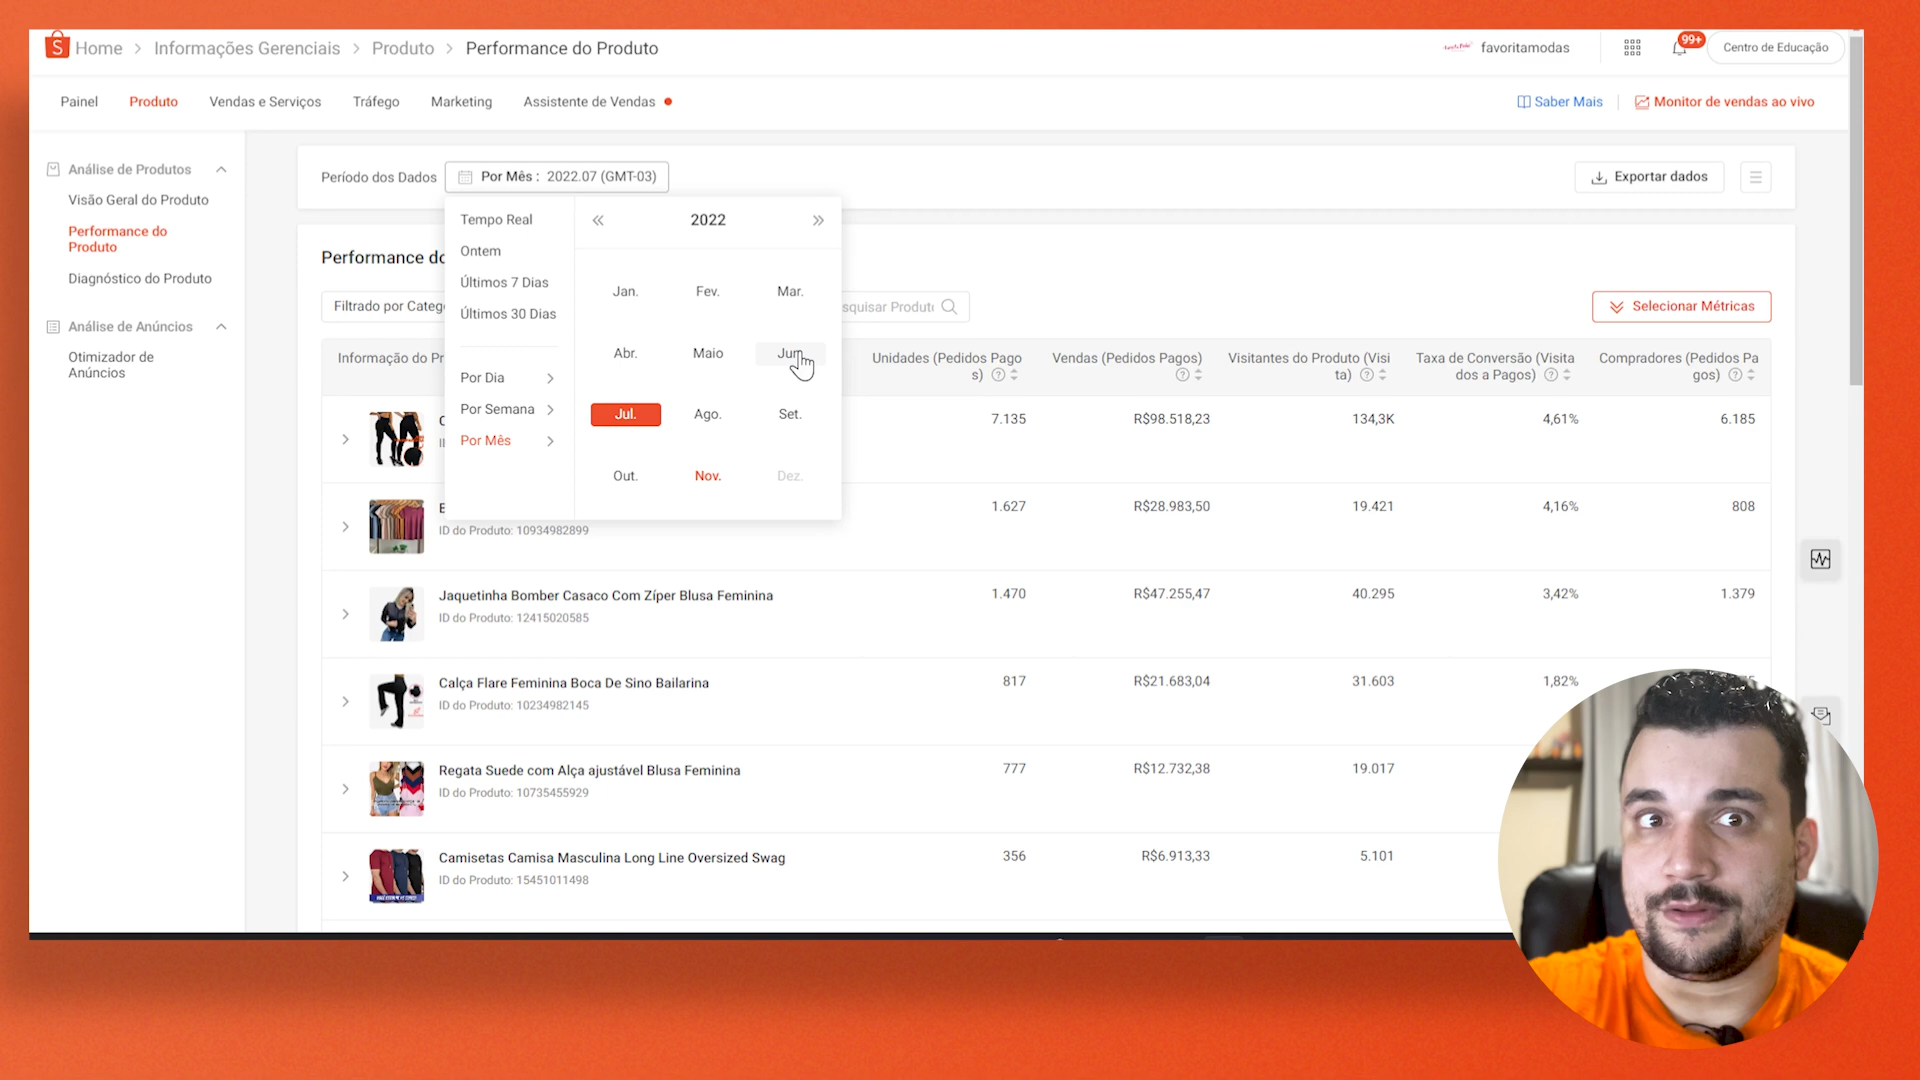 Home > Informações Gerenciais > Produto > Performance do Produto
favoritamodas
99+
Centro de Educação
Painel
Produto
Vendas e Serviços
Tráfego
Marketing
Assistente de Vendas
Saber Mais
Monitor de vendas ao vivo
Análise de Produtos
Visão Geral do Produto
Performance do
Produto
Diagnóstico do Produto
Análise de Anúncios
Otimizador de
Anúncios
Período dos Dados
Por Mês : 2022.07 (GMT-03)
Exportar dados
Tempo Real
Ontem
Últimos 7 Dias
Últimos 30 Dias
Por Dia
Por Semana
Por Mês
2022
Jan. Fev. Mar.
Abr. Maio Jun.
Jul. Ago. Set.
Out. Nov. Dez.
Performance do
Filtrado por Categ
squisar Produt
Selecionar Métricas
Informação do Pr
Unidades (Pedidos Pago
s)
Vendas (Pedidos Pagos)
Visitantes do Produto (Visi
ta)
Taxa de Conversão (Visita
dos a Pagos)
Compradores (Pedidos Pa
gos)
7.135 R$98.518,23 134,3K 4,61% 6.185
1.627 R$28.983,50 19.421 4,16% 808
ID do Produto: 10934982899
Jaquetinha Bomber Casaco Com Zíper Blusa Feminina
ID do Produto: 12415020585
1.470 R$47.255,47 40.295 3,42% 1.379
Calça Flare Feminina Boca De Sino Bailarina
ID do Produto: 10234982145
817 R$21.683,04 31.603 1,82%
Regata Suede com Alça ajustável Blusa Feminina
ID do Produto: 10735455929
777 R$12.732,38 19.017
Camisetas Camisa Masculina Long Line Oversized Swag
ID do Produto: 15451011498
356 R$6.913,33 5.101